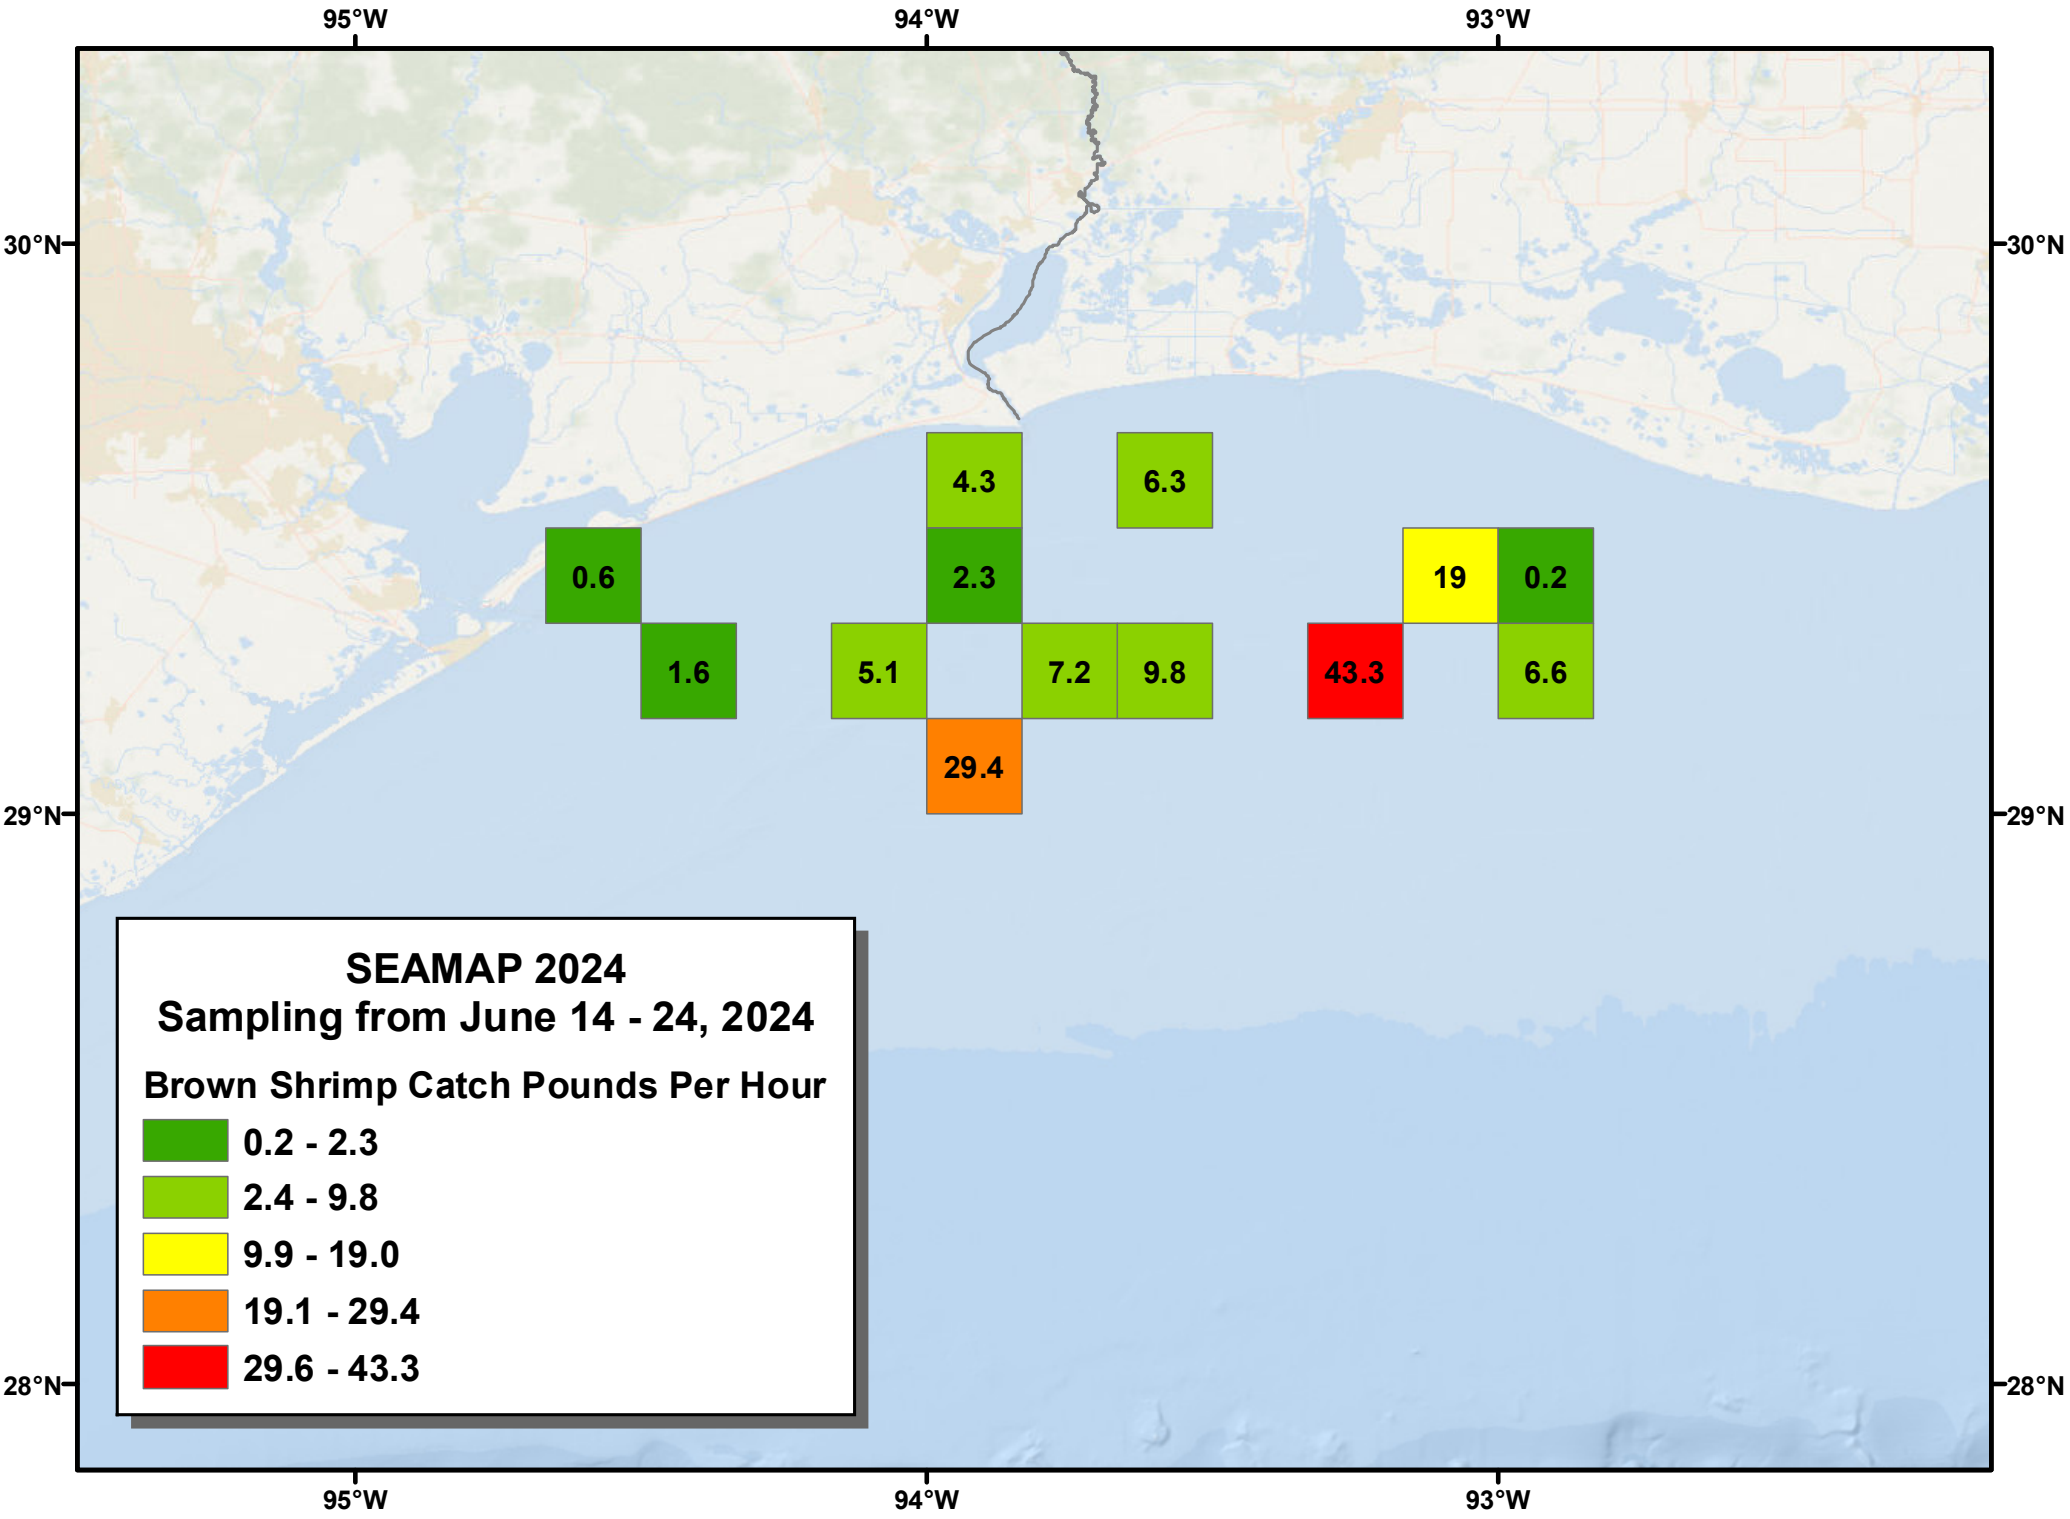 95°W 94°W 93°W
30°N 30°N
4.3 6.3
0.6 2.3 19 0.2
1.6 5.1 7.2 9.8 43.3 6.6
29.4
29°N 29°N
SEAMAP 2024
Sampling from June 14 - 24, 2024
Brown Shrimp Catch Pounds Per Hour
0.2 - 2.3
2.4 - 9.8
9.9 - 19.0
19.1 - 29.4
29.6 - 43.3
28°N 28°N
95°W 94°W 93°W